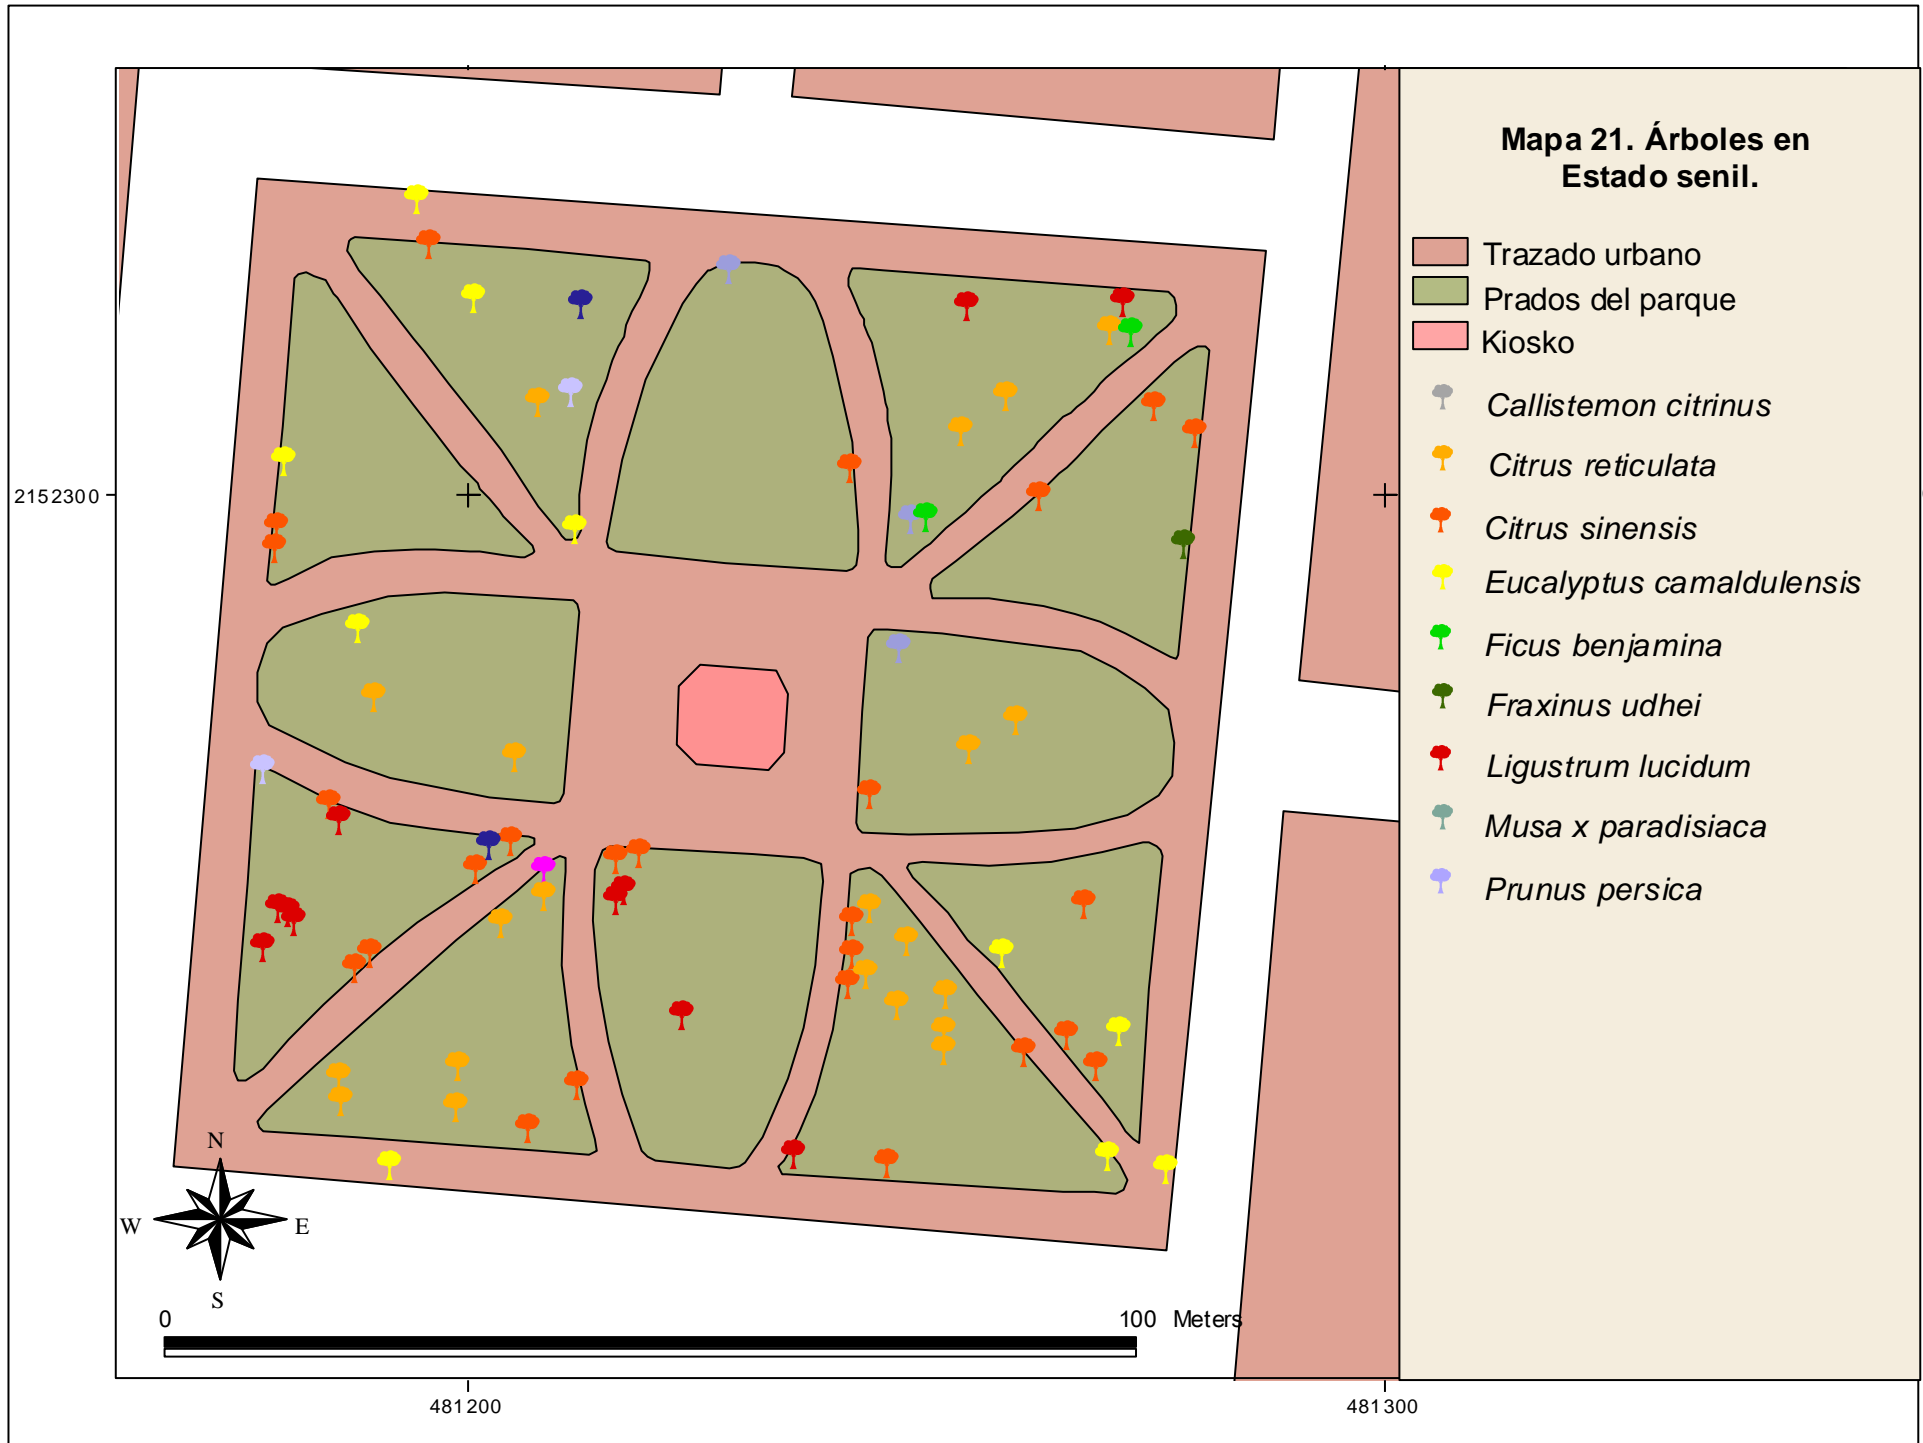 Mapa 21. Árboles en
Estado senil.
Trazado urbano
Prados del parque
Kiosko
Callistemon citrinus
Citrus reticulata
Citrus sinensis
Eucalyptus camaldulensis
Ficus benjamina
Fraxinus udhei
Ligustrum lucidum
Musa x paradisiaca
Prunus persica
2152300
N
W E
S
0 100 Meters
481200 481300